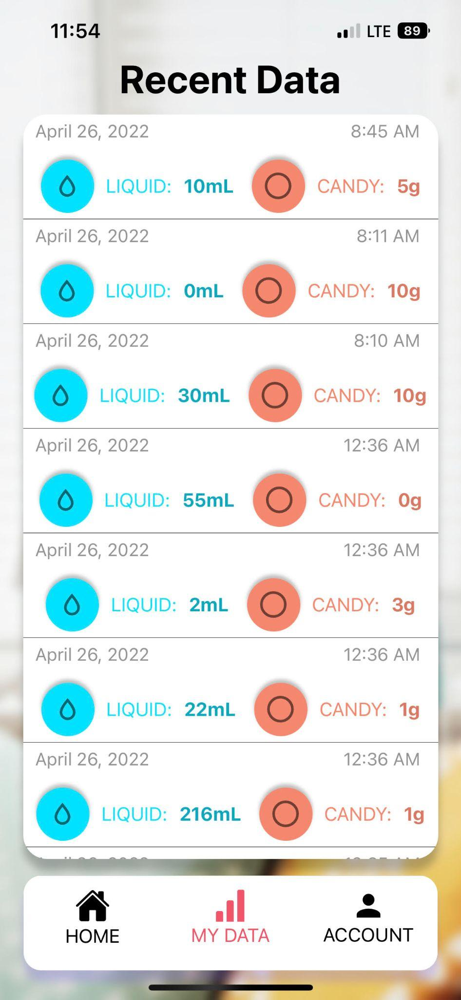 11:54 LTE 89
Recent Data
April 26, 2022 8:45 AM
LIQUID: 10mL CANDY: 5g
April 26, 2022 8:11 AM
LIQUID: 0mL CANDY: 10g
April 26, 2022 8:10 AM
LIQUID: 30mL CANDY: 10g
April 26, 2022 12:36 AM
LIQUID: 55mL CANDY: 0g
April 26, 2022 12:36 AM
LIQUID: 2mL CANDY: 3g
April 26, 2022 12:36 AM
LIQUID: 22mL CANDY: 1g
April 26, 2022 12:36 AM
LIQUID: 216mL CANDY: 1g
HOME MY DATA ACCOUNT